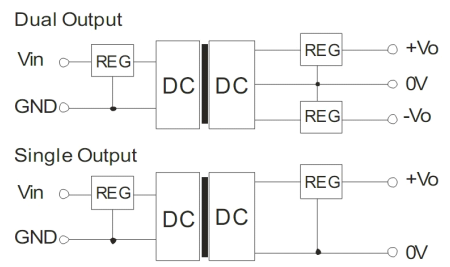 Dual Output
Vin REG DC DC REG +Vo
0V
GND REG -Vo
Single Output
Vin REG DC DC REG +Vo
GND 0V